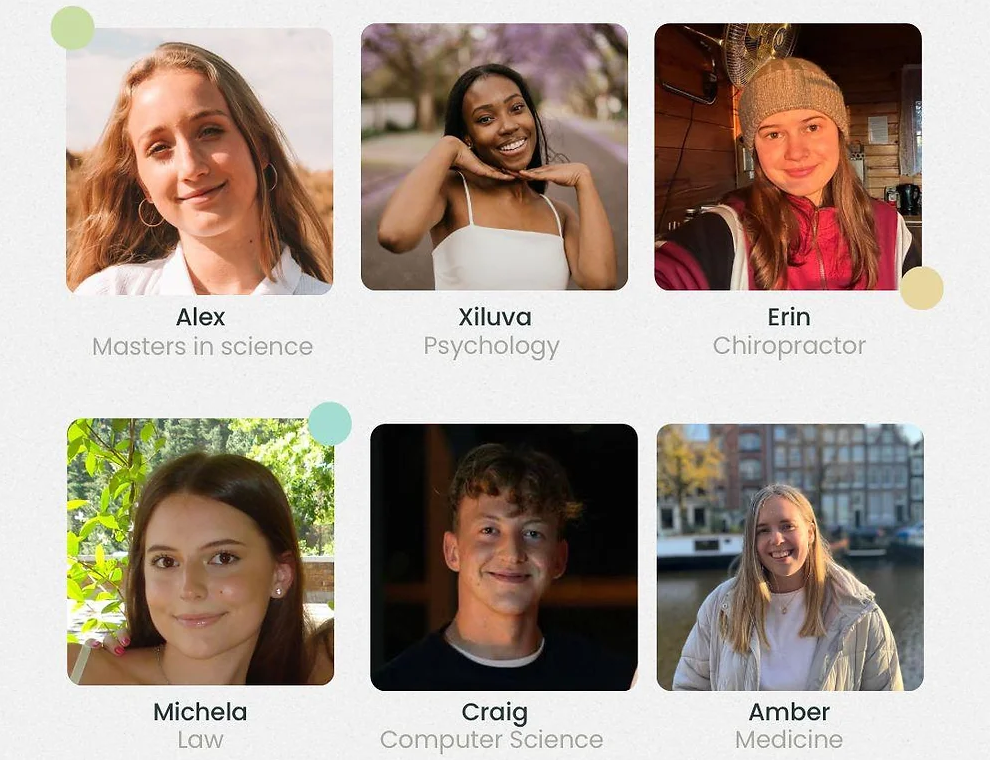 Alex
Masters in science
Xiluva
Psychology
Erin
Chiropractor
Michela
Law
Craig
Computer Science
Amber
Medicine